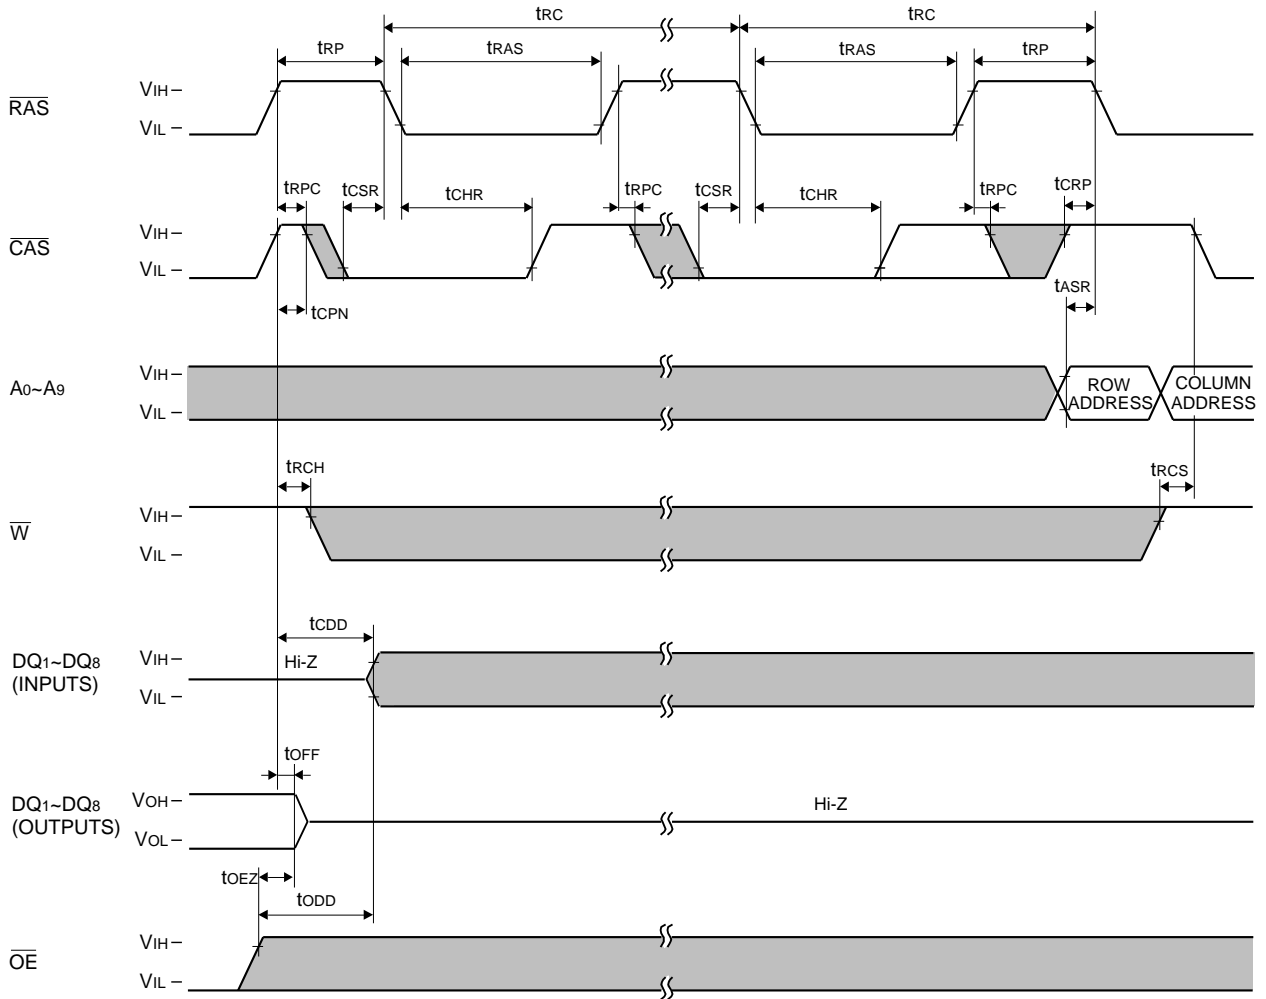 tRC tRC
tRP tRAS tRAS tRP
VIH
RAS
VIL
tRPC tCSR tCHR tRPC tCSR tCHR tRPC tCRP
VIH
CAS
VIL
tCPN tASR
VIH
A0~A9
ROW ADDRESS
COLUMN ADDRESS
VIL
tRCH tRCS
VIH
W
VIL
tCDD
DQ1~DQ8
(INPUTS)
VIH
Hi-Z
VIL
tOFF
DQ1~DQ8
(OUTPUTS)
VOH
Hi-Z
VOL
tOEZ
tODD
VIH
OE
VIL